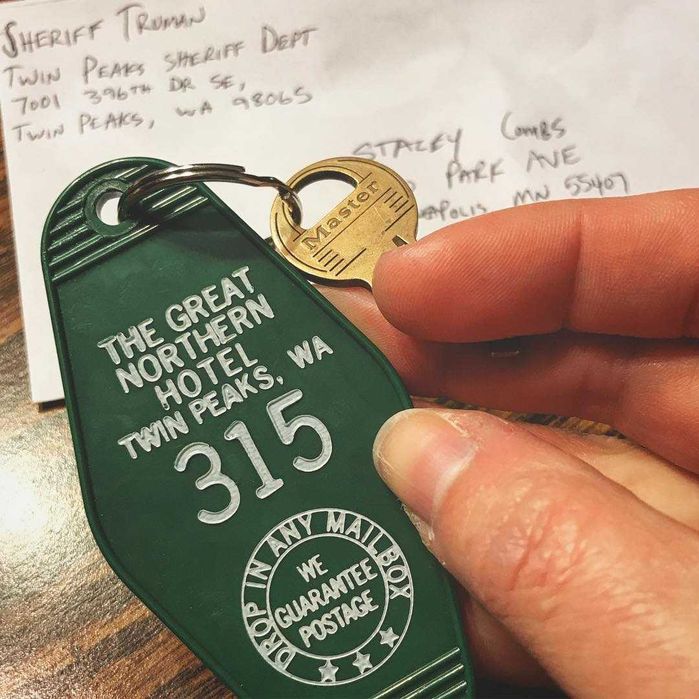 SHERIFF TRUMAN
TWIN PEAKS SHERIFF DEPT
7001 396TH DR SE,
TWIN PEAKS, WA 98065
STACEY COMBS
PARK AVE
MN 55407
Master
THE GREAT
NORTHERN
HOTEL
TWIN PEAKS, WA
315
DROP IN ANY MAILBOX
WE
GUARANTEE
POSTAGE